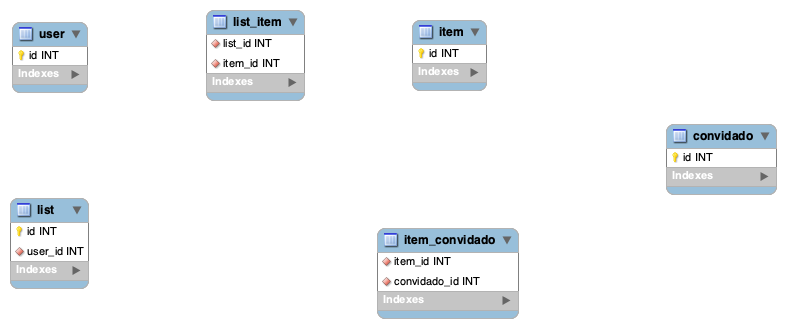 user
id INT
Indexes
list_item
list_id INT
item_id INT
Indexes
item
id INT
Indexes
convidado
id INT
Indexes
list
id INT
user_id INT
Indexes
item_convidado
item_id INT
convidado_id INT
Indexes